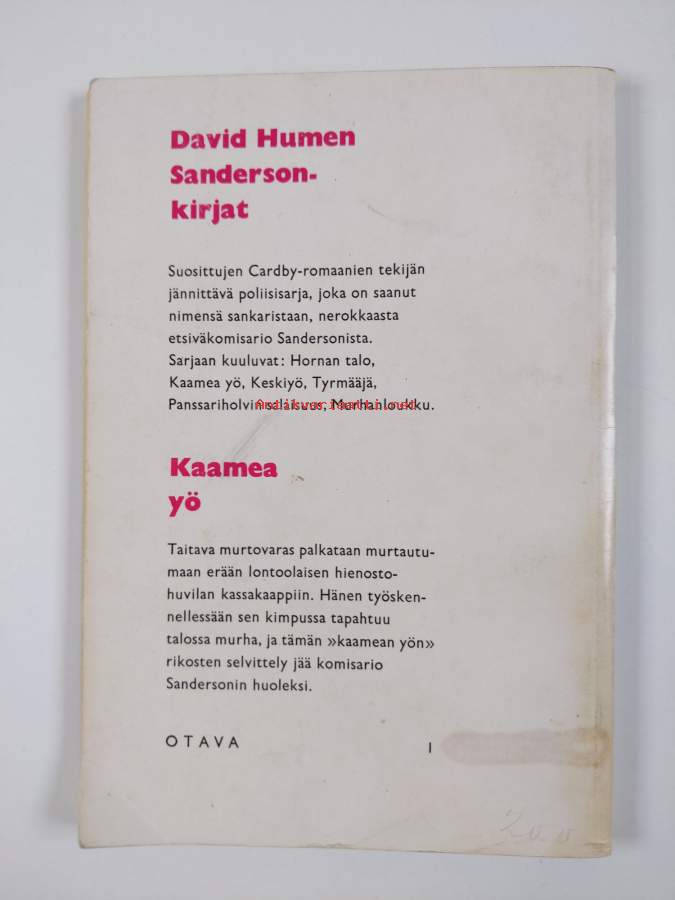 David Humen
Sanderson-
kirjat
Suosittujen Cardby-romaanien tekijän
jännittävä poliisisarja, joka on saanut
nimensä sankaristaan, nerokkaasta
etsiväkomisario Sandersonista.
Sarjaan kuuluvat: Hornan talo,
Kaamea yö, Keskiyö, Tyrmääjä,
Murhanloukku.
Antikvariaatti.net
Kaamea
yö
Taitava murtovaras palkataan murtautu-
maan erään lontoolaisen hienosto-
huvilan kassakaappiin. Hänen työsken-
nellessään sen kimpussa tapahtuu
talossa murha, ja tämän »kaamean yön»
rikosten selvittely jää komisario
Sandersonin huoleksi.
OTAVA
I